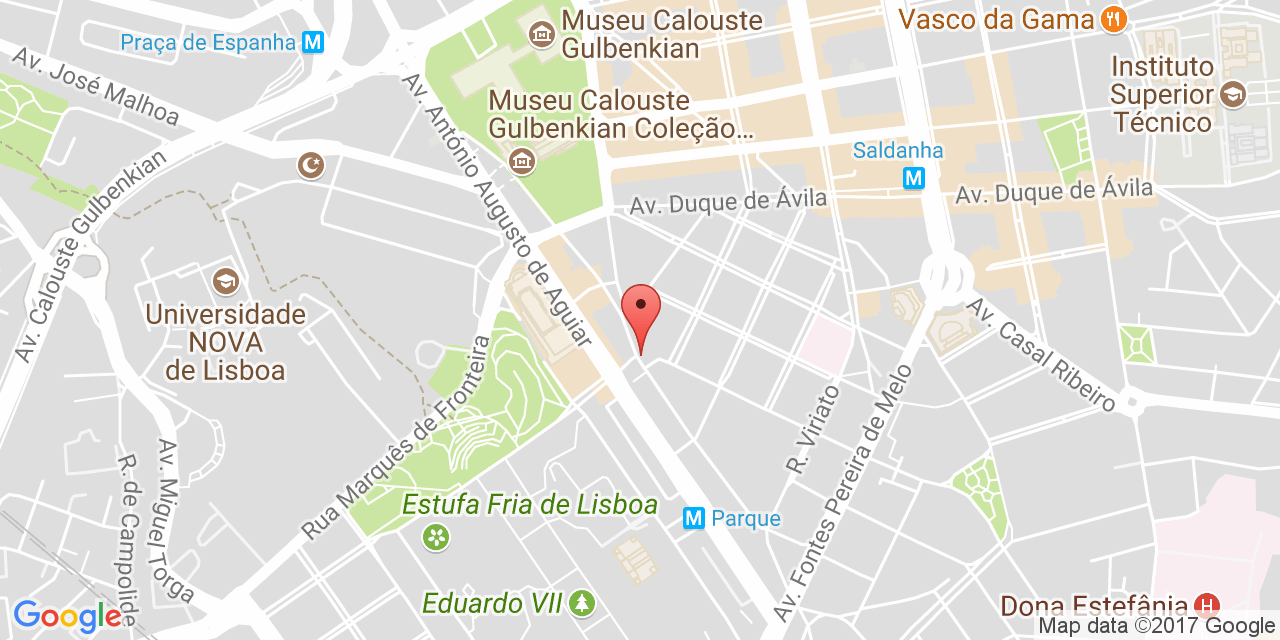 Praça de Espanha M
Museu Calouste
Gulbenkian
Vasco da Gama
Av. José Malhoa
Museu Calouste
Gulbenkian Coleção...
Instituto
Superior
Técnico
Saldanha
M
Av. António Augusto de Aguiar
Av. Duque de Ávila
Av. Duque de Ávila
Av. Calouste Gulbenkian
Universidade
NOVA
de Lisboa
Av. Casal Ribeiro
Rua Marquês de Fronteira
R. Viriato
Av. Fontes Pereira de Melo
Av. Miguel Torga
R. de Campolide
Estufa Fria de Lisboa
M Parque
Eduardo VII
Dona Estefânia H
Google
Map data ©2017 Google